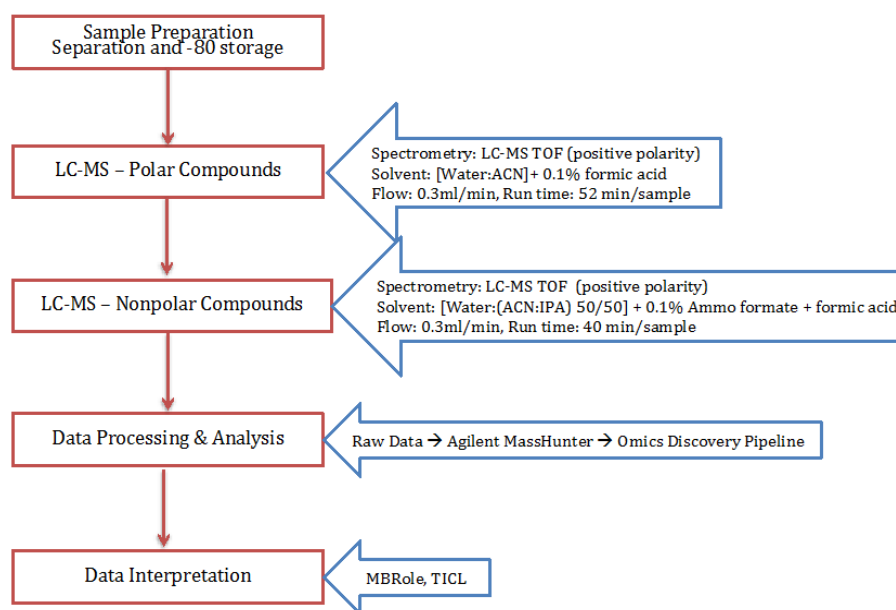 Sample Preparation
Separation and -80 storage
LC-MS – Polar Compounds
Spectrometry: LC-MS TOF (positive polarity)
Solvent: [Water:ACN]+ 0.1% formic acid
Flow: 0.3ml/min, Run time: 52 min/sample
LC-MS – Nonpolar Compounds
Spectrometry: LC-MS TOF (positive polarity)
Solvent: [Water:(ACN:IPA) 50/50] + 0.1% Ammo formate + formic acid
Flow: 0.3ml/min, Run time: 40 min/sample
Data Processing & Analysis
Raw Data → Agilent MassHunter → Omics Discovery Pipeline
Data Interpretation
MBRole, TICL